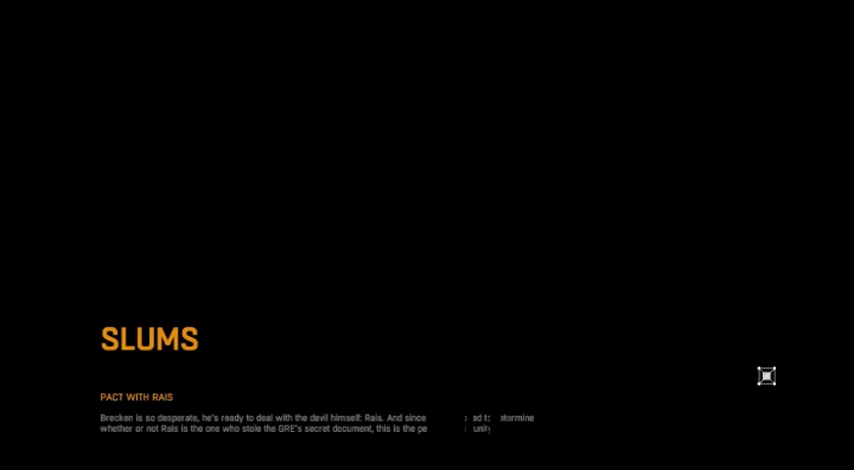 SLUMS
PACT WITH RAIS
Brecken is so desperate, he's ready to deal with the devil himself: Rais. And since
whether or not Rais is the one who stole the GRE's secret document, this is the